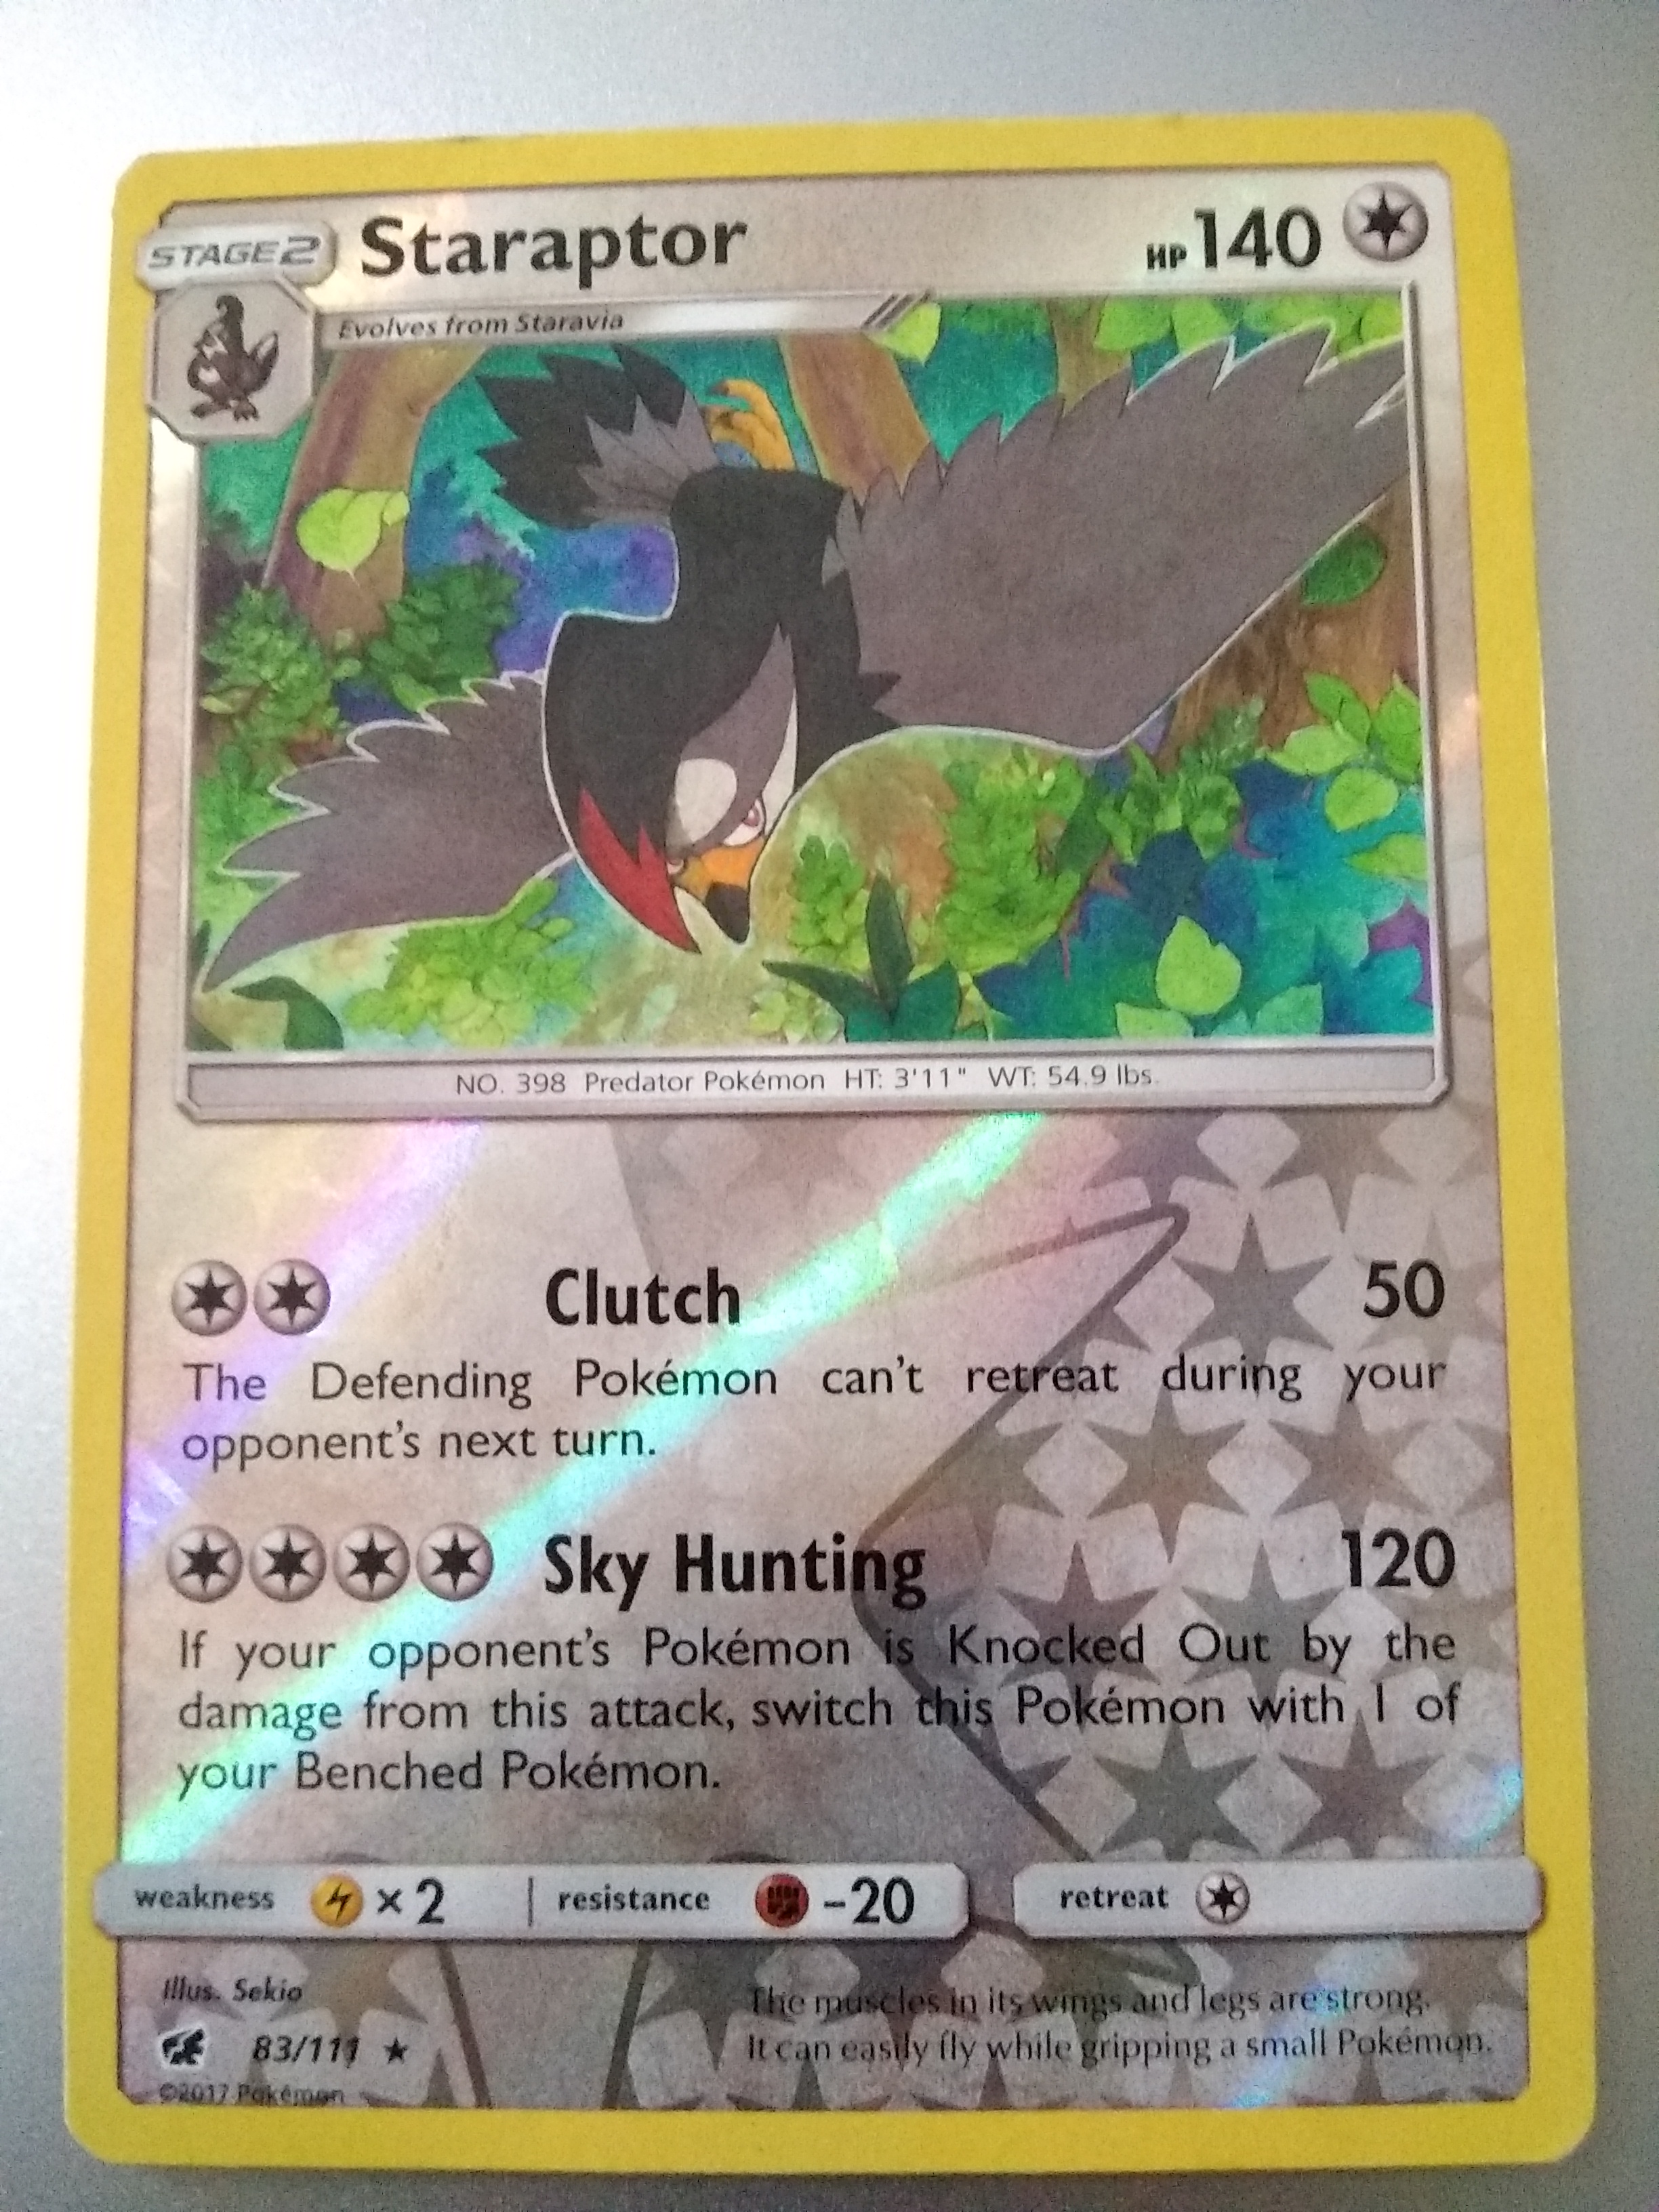 STAGE2 Staraptor HP140
Evolves from Staravia
NO. 398 Predator Pokémon HT: 3'11" WT: 54.9 lbs.
Clutch 50
The Defending Pokémon can't retreat during your
opponent's next turn.
Sky Hunting 120
If your opponent's Pokémon is Knocked Out by the
damage from this attack, switch this Pokémon with 1 of
your Benched Pokémon.
weakness ×2 resistance -20 retreat
Illus. Sekio
The muscles in its wings and legs are strong.
It can easily fly while gripping a small Pokémon.
83/111 ★
©2017 Pokémon